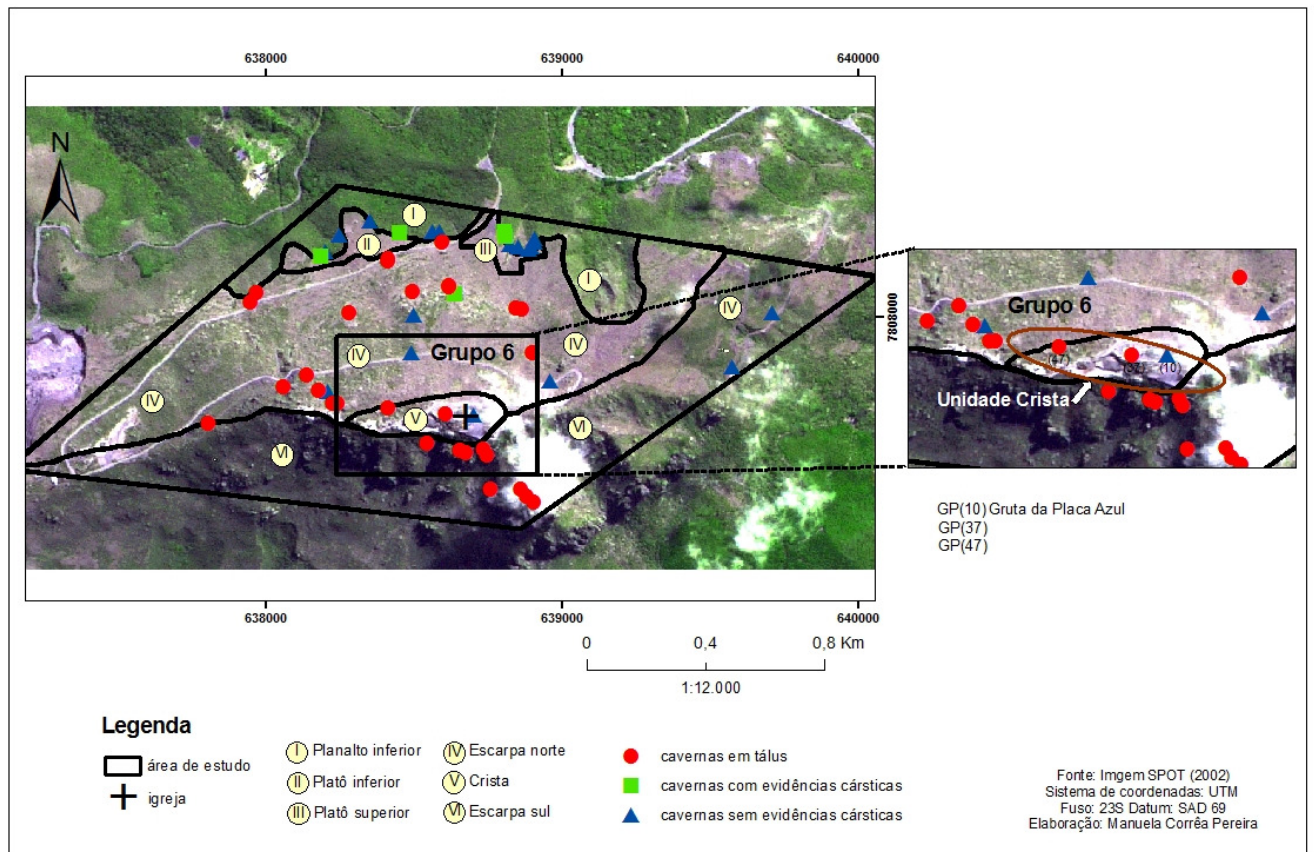 638000
639000
640000
N
I
II
III
I
IV
7808000
Grupo 6
IV
IV
IV
V
VI
VI
Grupo 6
(47)
(37)
(10)
Unidade Crista
GP(10) Gruta da Placa Azul
GP(37)
GP(47)
638000
639000
640000
0
0,4
0,8 Km
1:12.000
Legenda
área de estudo
igreja
I Planalto inferior
II Platô inferior
III Platô superior
IV Escarpa norte
V Crista
VI Escarpa sul
cavernas em tálus
cavernas com evidências cársticas
cavernas sem evidências cársticas
Fonte: Imgem SPOT (2002)
Sistema de coordenadas: UTM
Fuso: 23S Datum: SAD 69
Elaboração: Manuela Corrêa Pereira